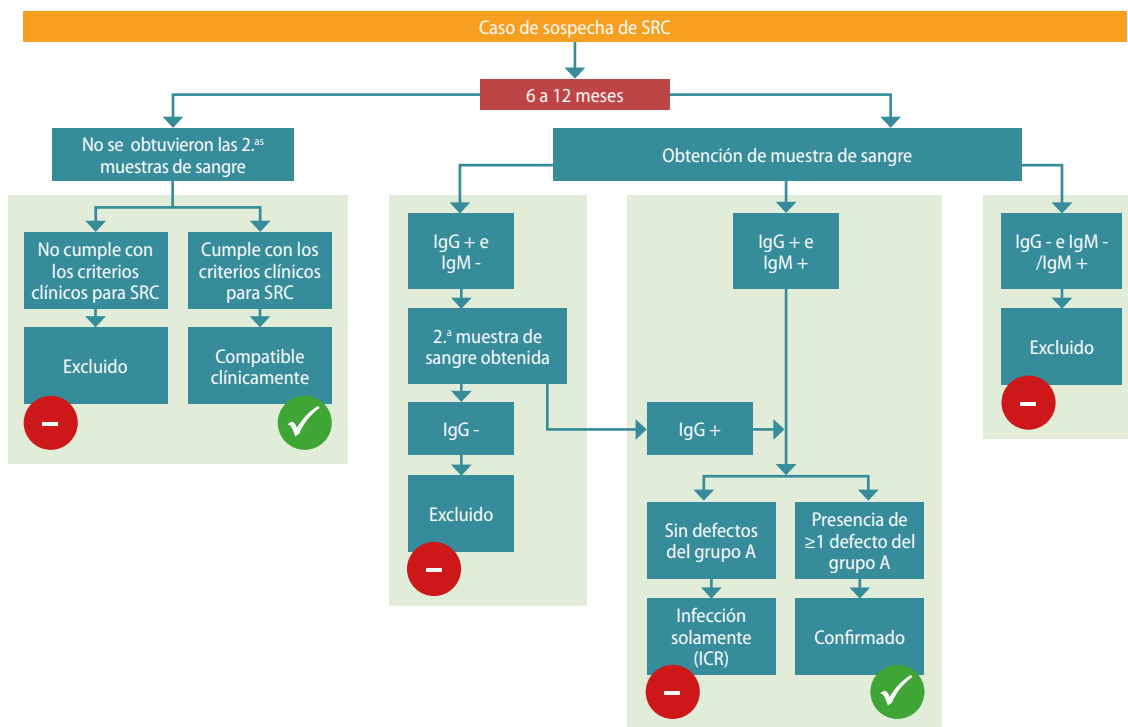 Caso de sospecha de SRC
6 a 12 meses
No se obtuvieron las 2.as
muestras de sangre
Obtención de muestra de sangre
No cumple con
los criterios
clínicos para SRC
Cumple con los
criterios clínicos
para SRC
Excluido
Compatible
clínicamente
IgG + e
IgM -
2.a muestra de
sangre obtenida
IgG -
Excluido
IgG + e
IgM +
IgG +
Sin defectos
del grupo A
Presencia de
≥1 defecto del
grupo A
Infección
solamente
(ICR)
Confirmado
IgG - e IgM -
/IgM +
Excluido